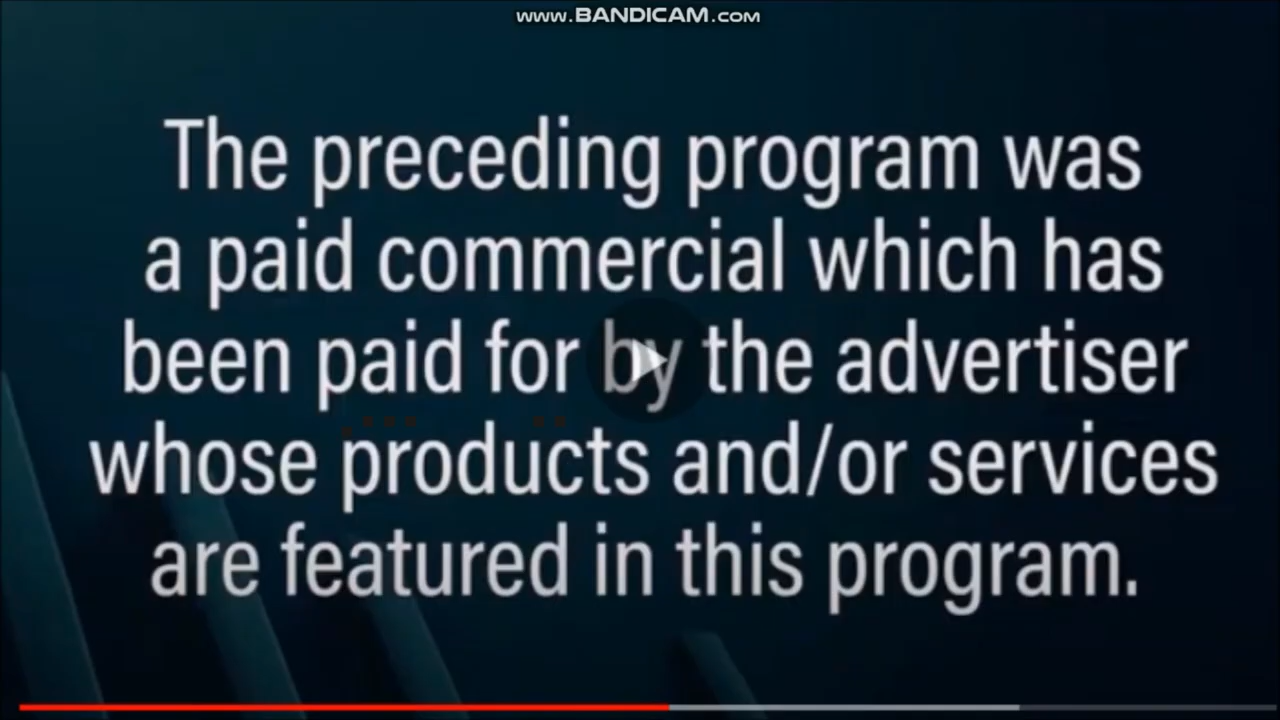 www.BANDICAM.com
The preceding program was
a paid commercial which has
been paid for by the advertiser
whose products and/or services
are featured in this program.